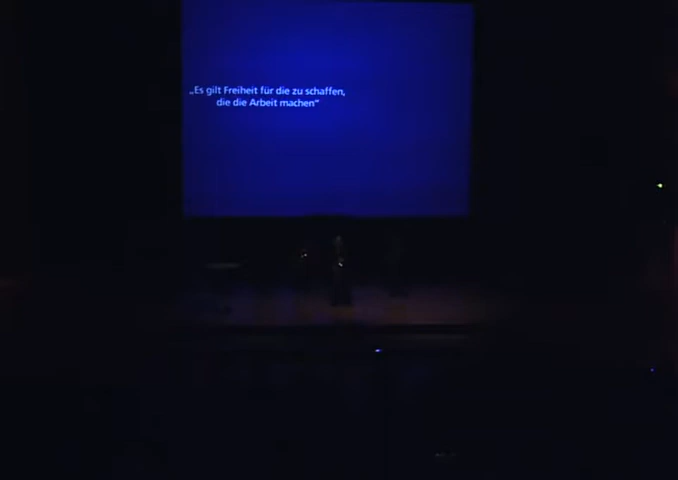 „Es gilt Freiheit für die zu schaffen,
die die Arbeit machen“